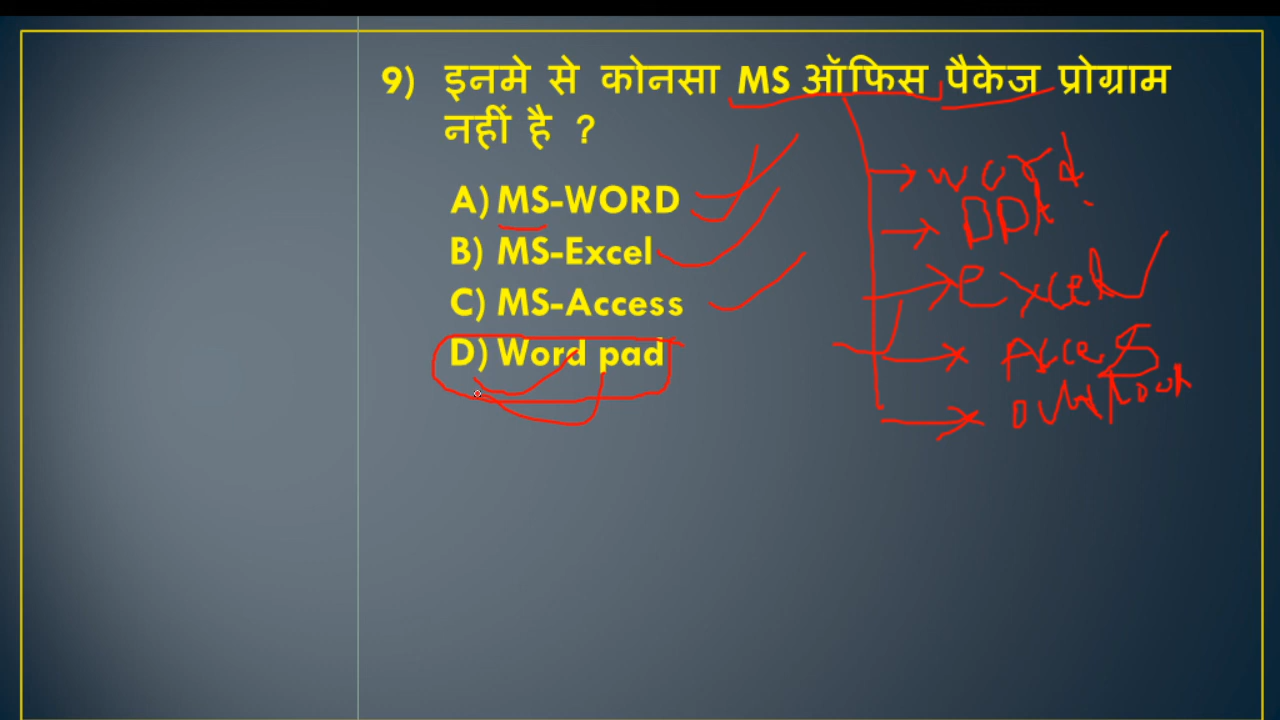 9) इनमे से कोनसा MS ऑफिस पैकेज प्रोग्राम
नहीं है ?
A) MS-WORD
B) MS-Excel
C) MS-Access
D) Word pad
word
PPt
excel
Acces
outlook